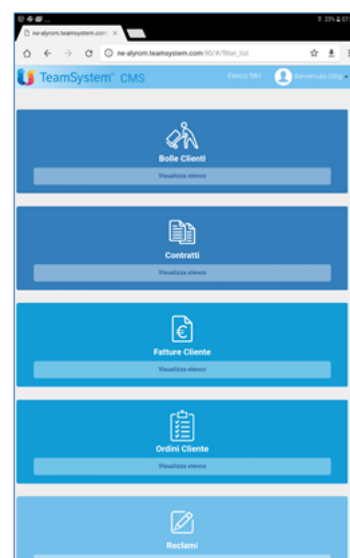 ne-alyrom.teamsystem.com
ne-alyrom.teamsystem.com:90/#/filter_list
TeamSystem® CMS
Elenco filtri
Benvenuto
Bolle Clienti
Visualizza elenco
Contratti
Visualizza elenco
Fatture Cliente
Visualizza elenco
Ordini Cliente
Visualizza elenco
Reclami